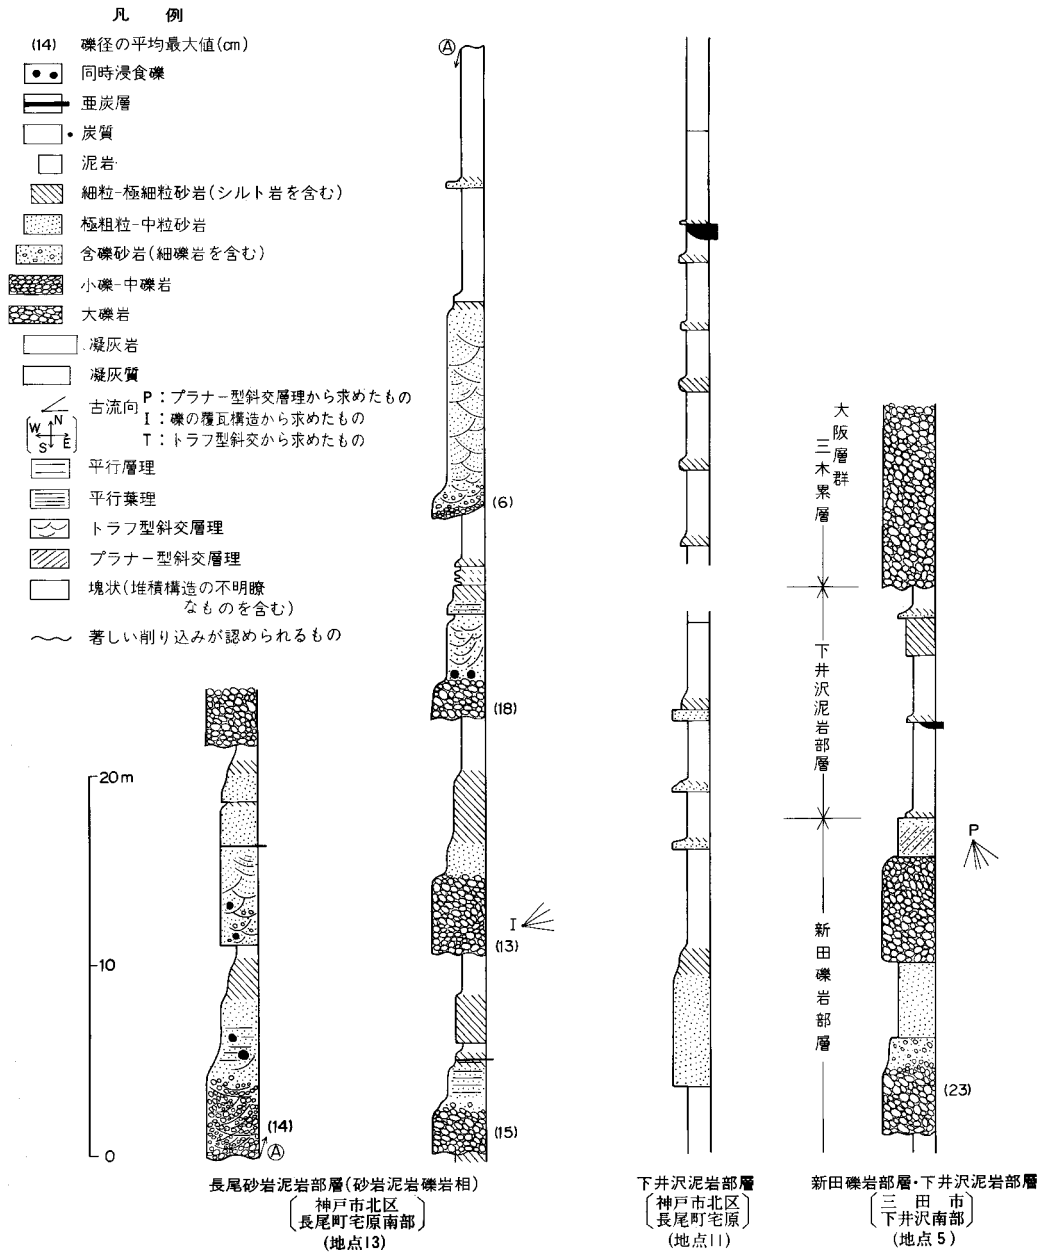 凡 例
(14) 礫径の平均最大値(cm)
同時浸食礫
亜炭層
炭質
泥岩
細粒-極細粒砂岩(シルト岩を含む)
極粗粒-中粒砂岩
含礫砂岩(細礫岩を含む)
小礫-中礫岩
大礫岩
凝灰岩
凝灰質
古流向
P:プラナー型斜交層理から求めたもの
I:礫の覆瓦構造から求めたもの
T:トラフ型斜交から求めたもの
N
W
E
S
平行層理
平行葉理
トラフ型斜交層理
プラナー型斜交層理
塊状(堆積構造の不明瞭
なものを含む)
著しい削り込みが認められるもの
20m
10
0
(14)
A
A
(6)
(18)
(13)
I
(15)
大阪層群
三木累層
下井沢泥岩部層
新田礫岩部層
P
(23)
長尾砂岩泥岩部層(砂岩泥岩礫岩相)
神戸市北区
長尾町宅原南部
(地点13)
下井沢泥岩部層
神戸市北区
長尾町宅原
(地点11)
新田礫岩部層・下井沢泥岩部層
三田市
下井沢南部
(地点5)